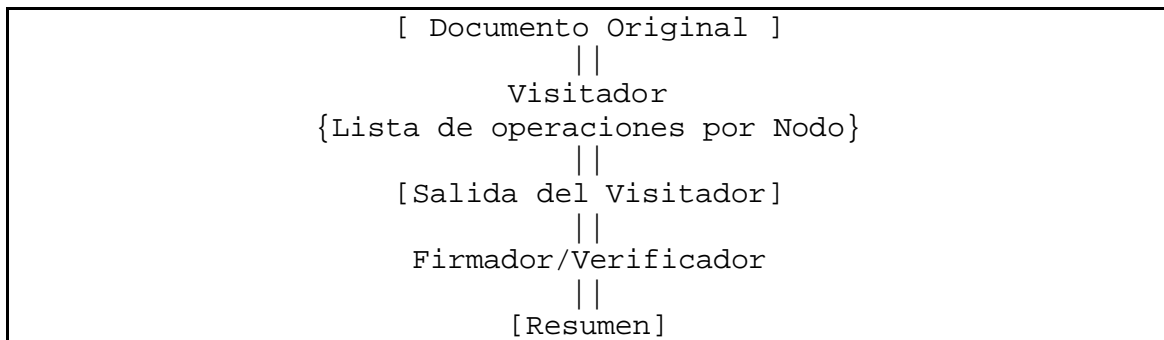 [ Documento Original ]
||
Visitador
{Lista de operaciones por Nodo}
||
[Salida del Visitador]
||
Firmador/Verificador
||
[Resumen]